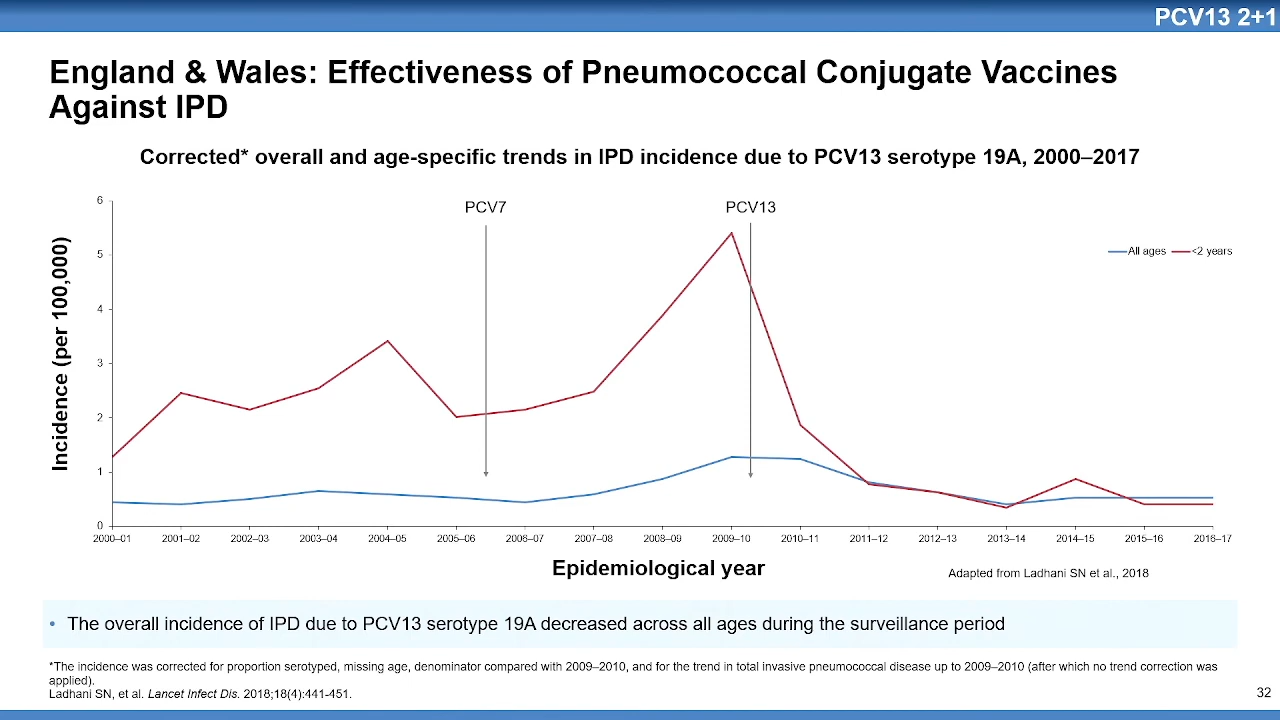 PCV13 2+1
England & Wales: Effectiveness of Pneumococcal Conjugate Vaccines
Against IPD
Corrected* overall and age-specific trends in IPD incidence due to PCV13 serotype 19A, 2000–2017
PCV7
PCV13
All ages
<2 years
Incidence (per 100,000)
6
5
4
3
2
1
0
2000–01 2001–02 2002–03 2003–04 2004–05 2005–06 2006–07 2007–08 2008–09 2009–10 2010–11 2011–12 2012–13 2013–14 2014–15 2015–16 2016–17
Epidemiological year
Adapted from Ladhani SN et al., 2018
• The overall incidence of IPD due to PCV13 serotype 19A decreased across all ages during the surveillance period
*The incidence was corrected for proportion serotyped, missing age, denominator compared with 2009–2010, and for the trend in total invasive pneumococcal disease up to 2009–2010 (after which no trend correction was
applied).
Ladhani SN, et al. Lancet Infect Dis. 2018;18(4):441-451.
32